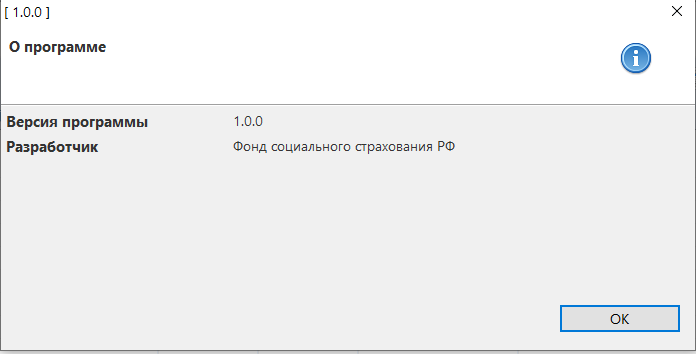 [ 1.0.0 ]
О программе
Версия программы 1.0.0
Разработчик Фонд социального страхования РФ
OK